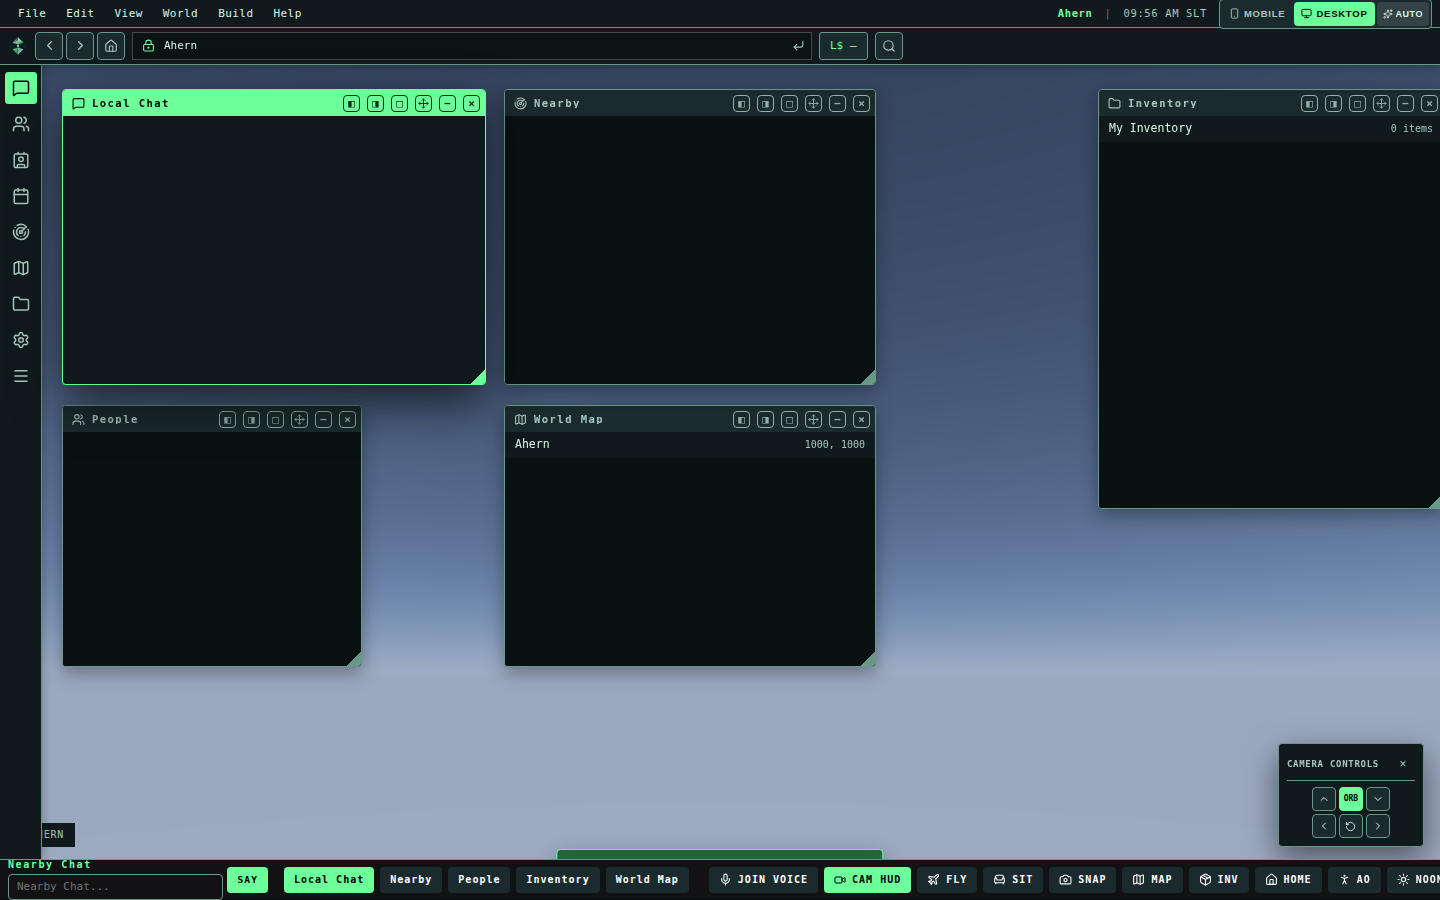 File Edit View World Build Help
Ahern | 09:56 AM SLT MOBILE DESKTOP AUTO
Ahern L$ —
Local Chat
Nearby
Inventory
My Inventory 0 items
People
World Map
Ahern 1000, 1000
CAMERA CONTROLS
ORB
ERN
Nearby Chat
Nearby Chat... SAY Local Chat Nearby People Inventory World Map JOIN VOICE CAM HUD FLY SIT SNAP MAP INV HOME AO NOON